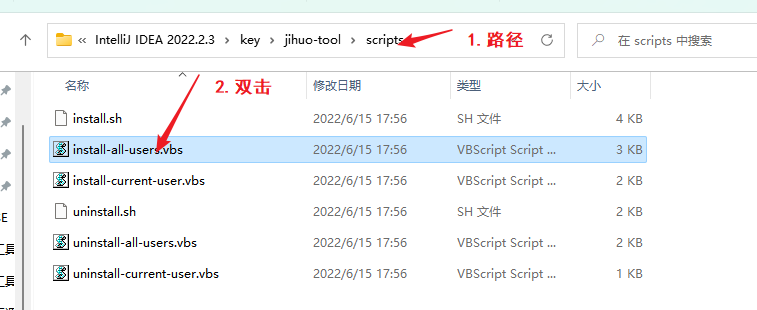 « IntelliJ IDEA 2022.2.3 › key › jihuo-tool › scripts
1. 路径
在 scripts 中搜索
2. 双击
名称 修改日期 类型 大小
install.sh 2022/6/15 17:56 SH 文件 4 KB
install-all-users.vbs 2022/6/15 17:56 VBScript Script ... 3 KB
install-current-user.vbs 2022/6/15 17:56 VBScript Script ... 2 KB
uninstall.sh 2022/6/15 17:56 SH 文件 2 KB
uninstall-all-users.vbs 2022/6/15 17:56 VBScript Script ... 2 KB
uninstall-current-user.vbs 2022/6/15 17:56 VBScript Script ... 1 KB
SE
工具
工具